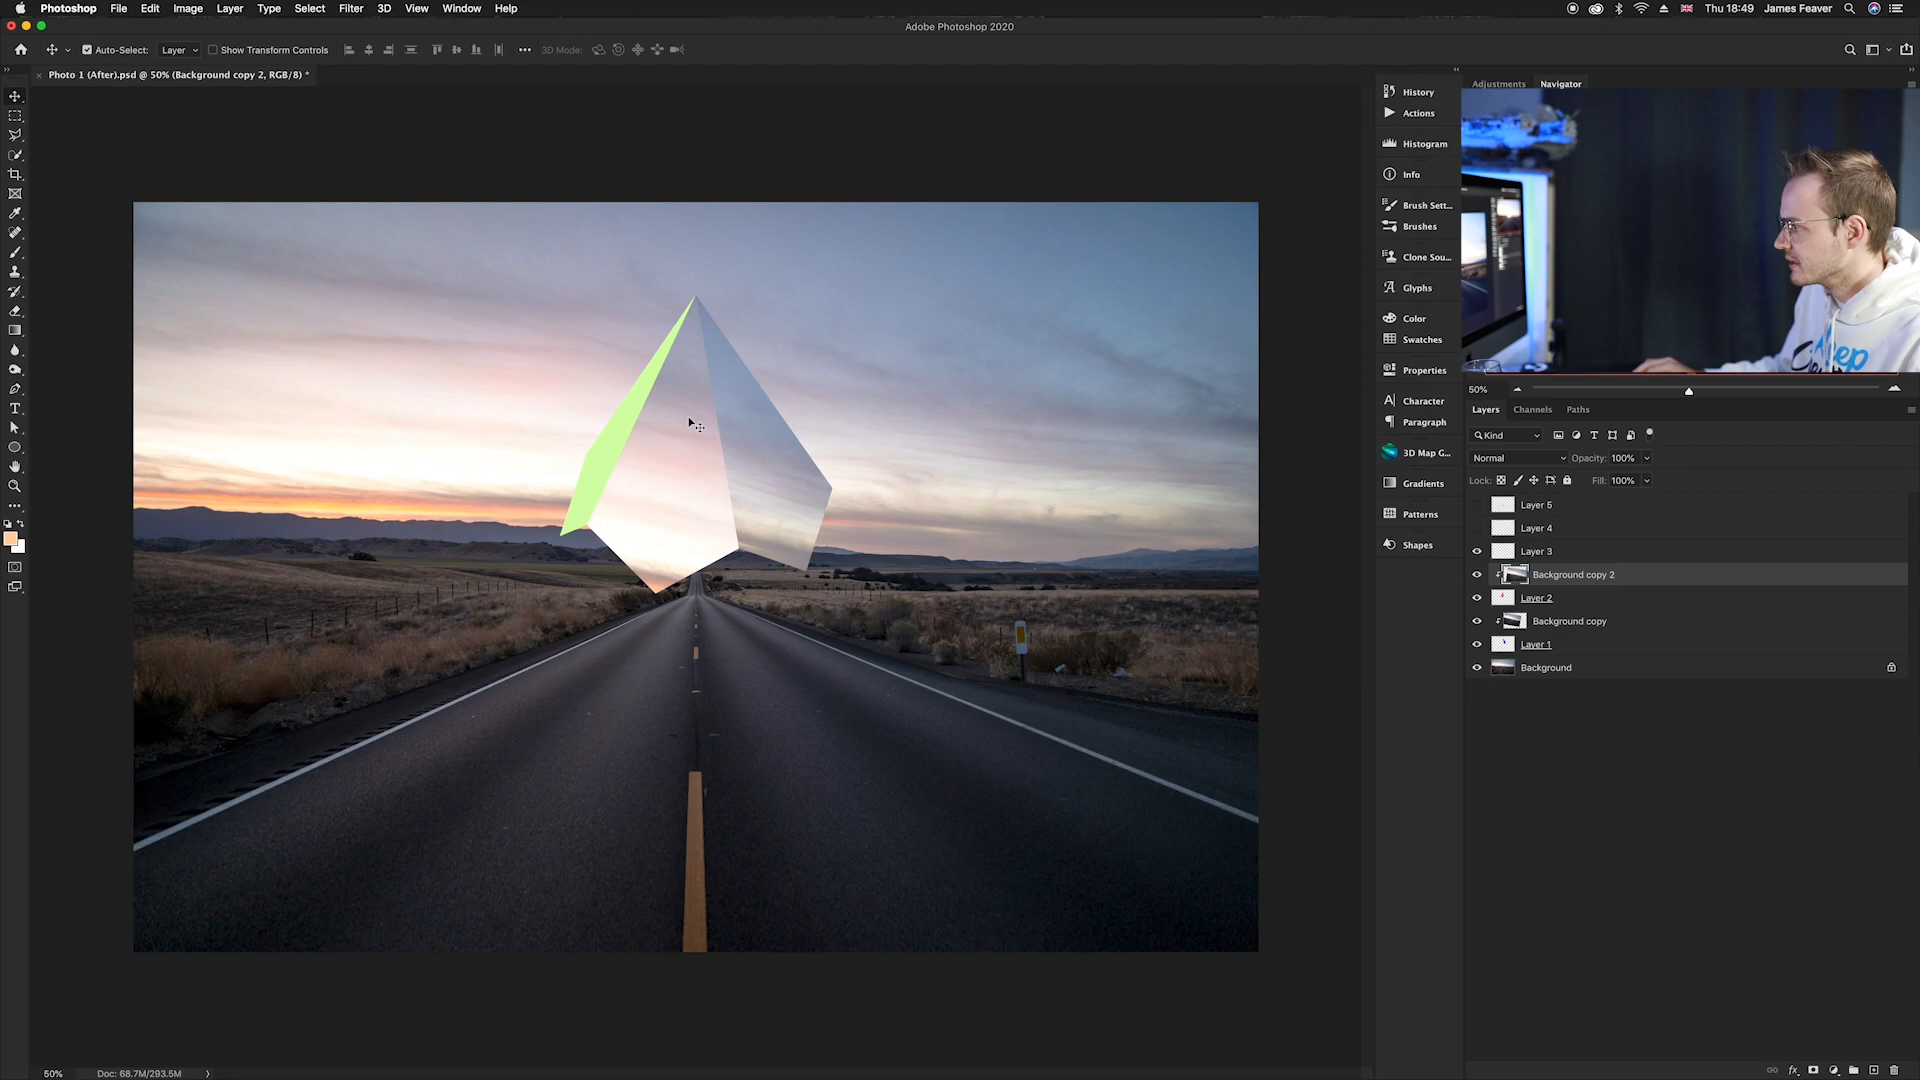 Photoshop File Edit Image Layer Type Select Filter 3D View Window Help Thu 18:49 James Feaver
Adobe Photoshop 2020
Auto-Select: Layer Show Transform Controls 3D Mode:
Photo 1 (After).psd @ 50% (Background copy 2, RGB/8) *
History
Actions
Histogram
Info
Brush Sett...
Brushes
Clone Sou...
Glyphs
Color
Swatches
Properties
Character
Paragraph
3D Map G...
Gradients
Patterns
Shapes
Adjustments Navigator
50%
Layers Channels Paths
Kind
Normal Opacity: 100%
Lock: Fill: 100%
Layer 5
Layer 4
Layer 3
Background copy 2
Layer 2
Background copy
Layer 1
Background
50% Doc: 68.7M/293.5M